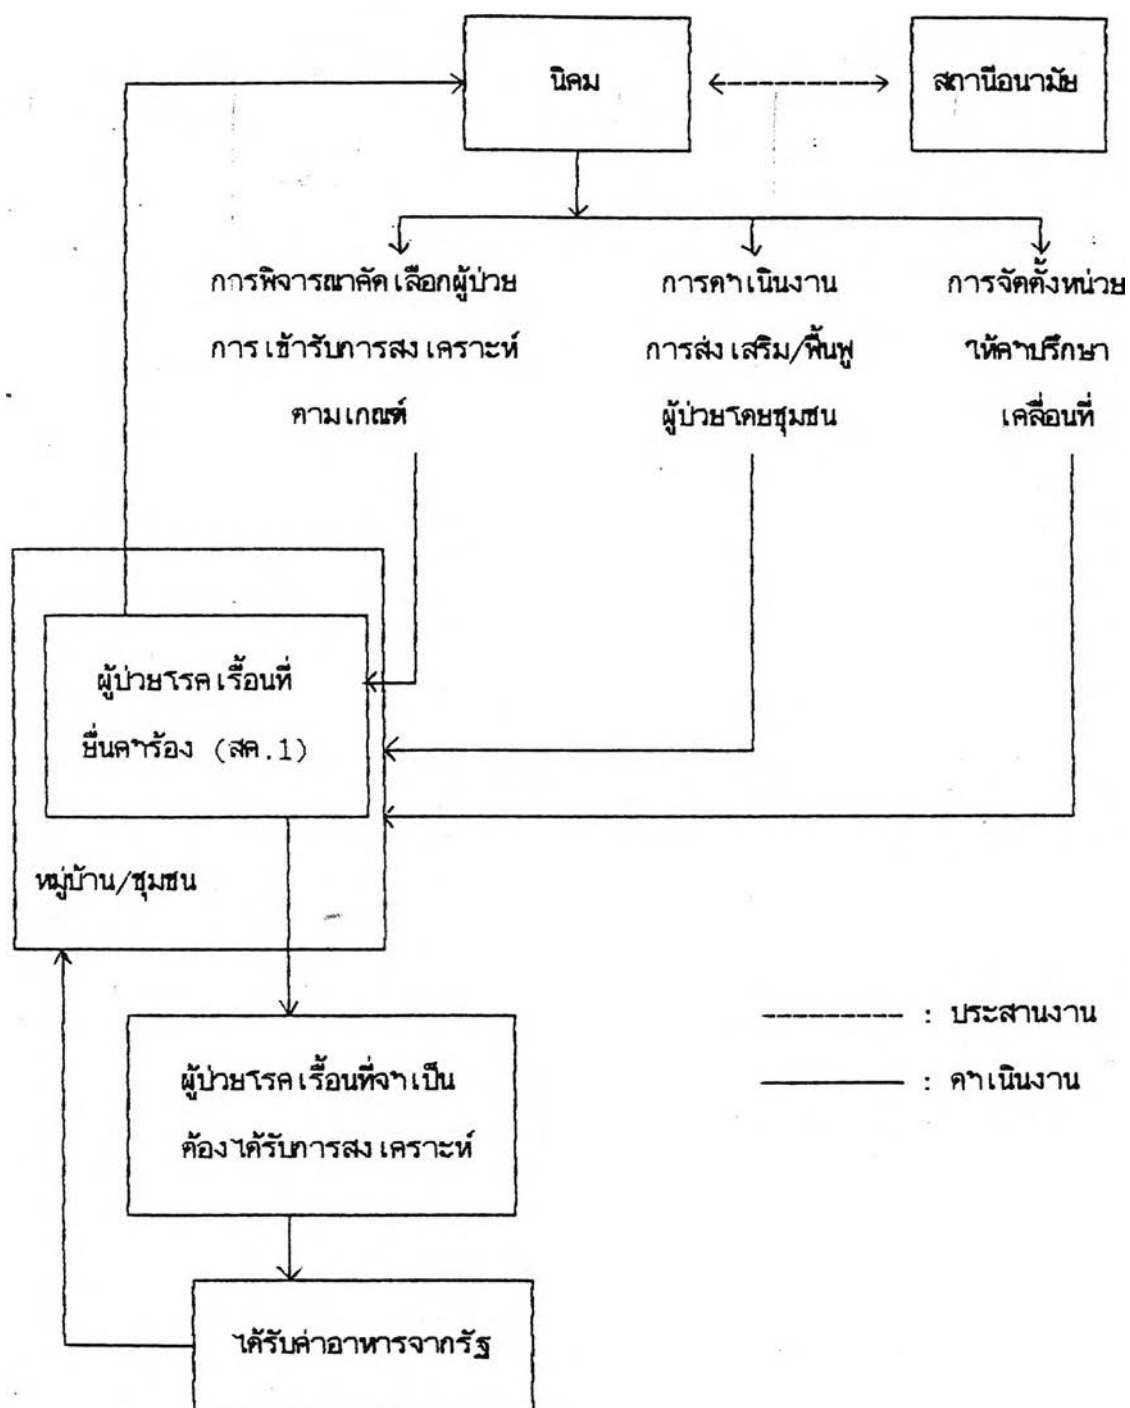 นิคม
สถานีอนามัย
การพิจารณาคัดเลือกผู้ป่วย
การเข้ารับการสงเคราะห์
ตามเกณฑ์
การดำเนินงาน
การส่งเสริม/ฟื้นฟู
ผู้ป่วยโดยชุมชน
การจัดตั้งหน่วย
ให้คำปรึกษา
เคลื่อนที่
ผู้ป่วยโรคเรื้อนที่
ยื่นคำร้อง (สค.1)
หมู่บ้าน/ชุมชน
ผู้ป่วยโรคเรื้อนที่จำเป็น
ต้องได้รับการสงเคราะห์
ได้รับค่าอาหารจากรัฐ
: ประสานงาน
: ดำเนินงาน